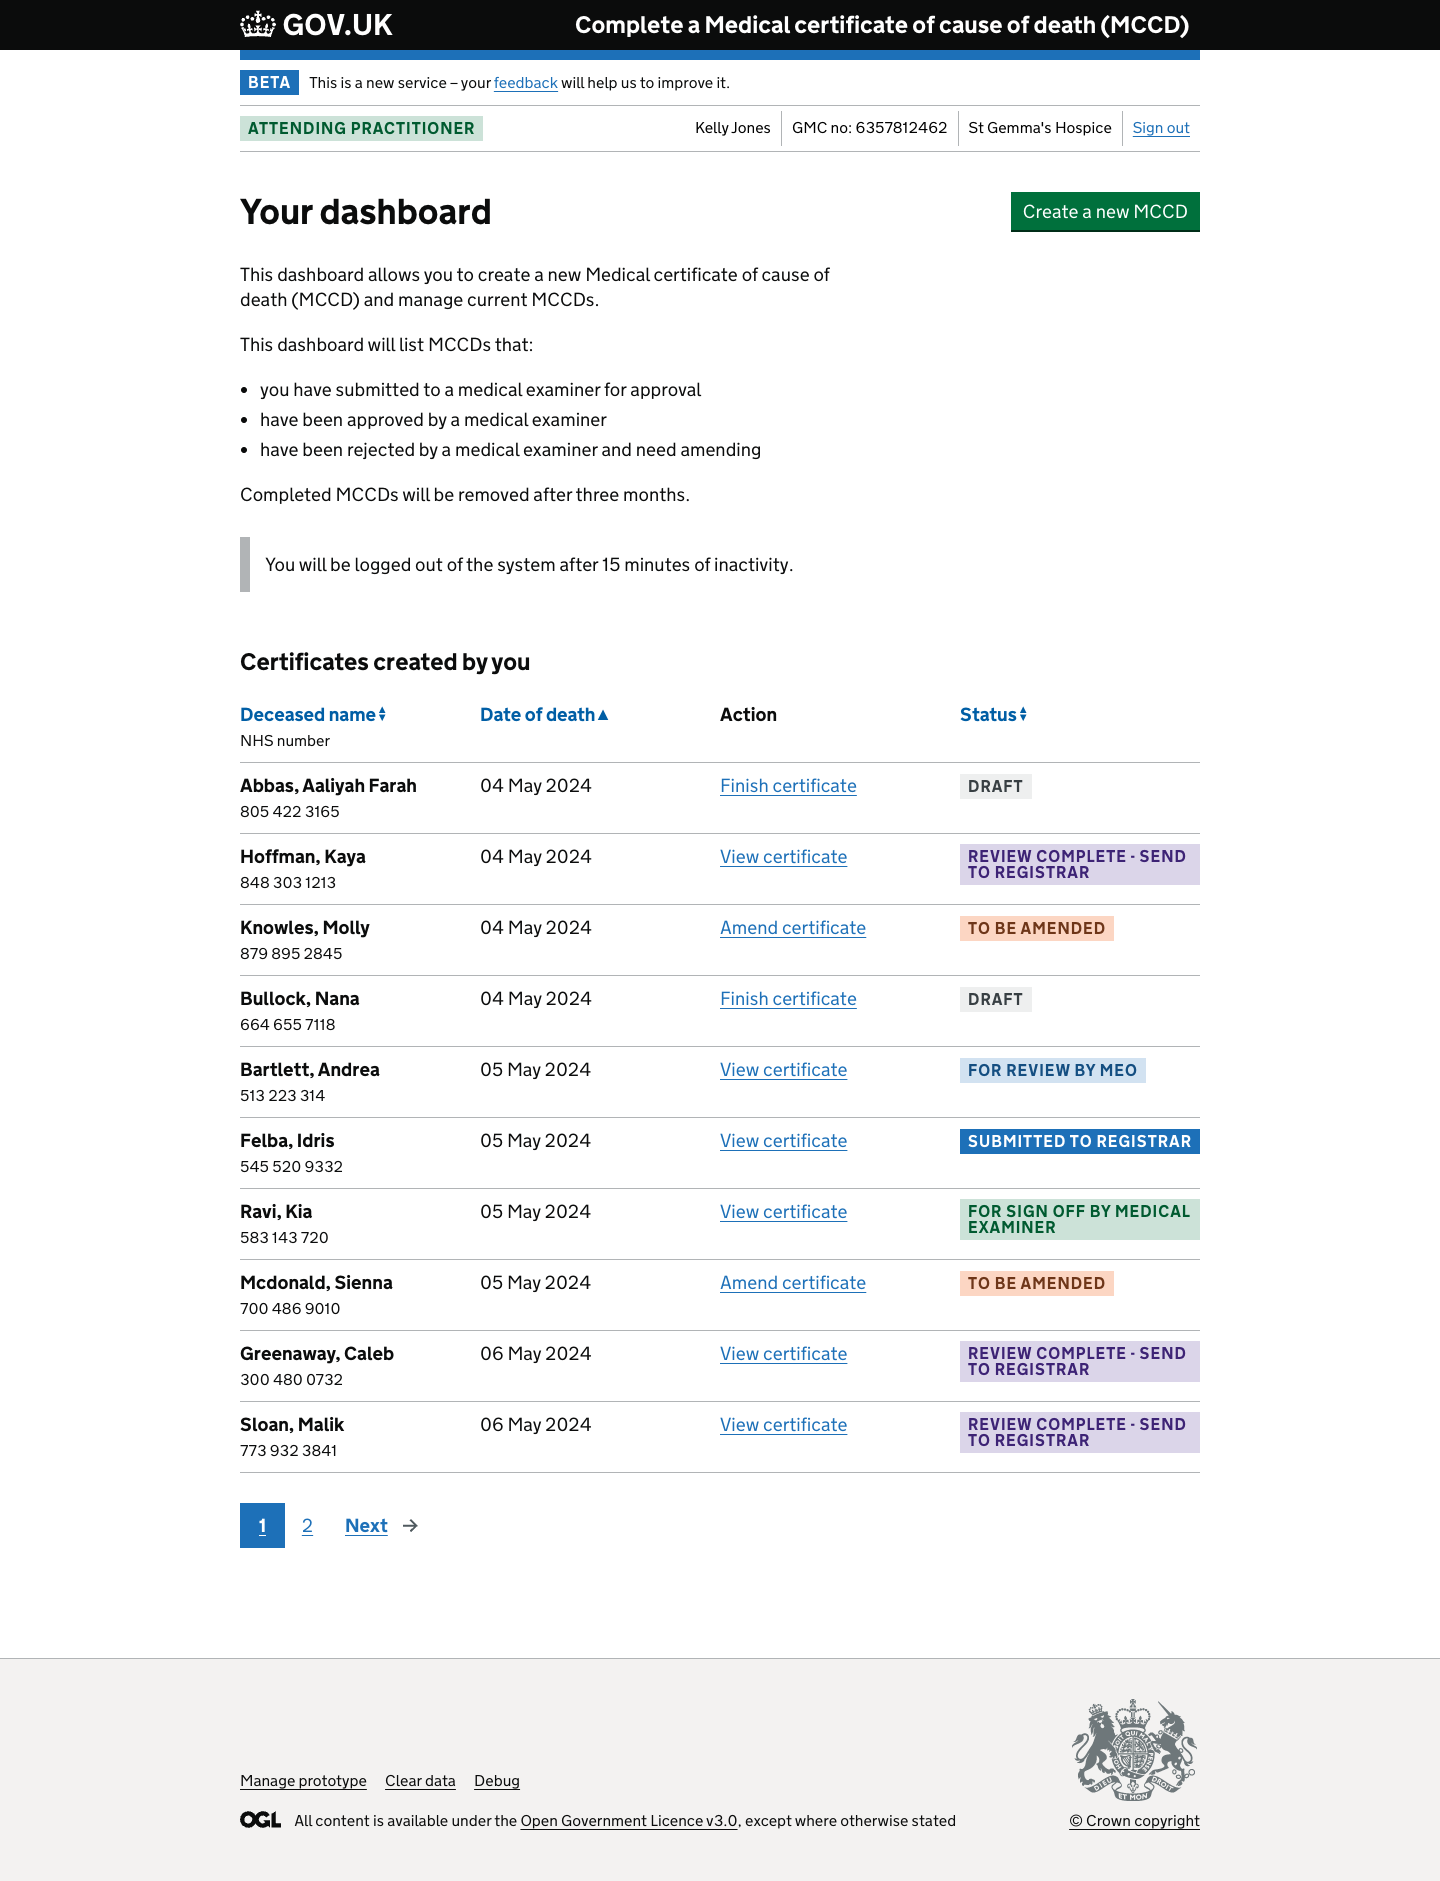 GOV.UK
Complete a Medical certificate of cause of death (MCCD)
BETA This is a new service – your feedback will help us to improve it.
ATTENDING PRACTITIONER Kelly Jones GMC no: 6357812462 St Gemma's Hospice Sign out
Your dashboard
Create a new MCCD
This dashboard allows you to create a new Medical certificate of cause of
death (MCCD) and manage current MCCDs.
This dashboard will list MCCDs that:
• you have submitted to a medical examiner for approval
• have been approved by a medical examiner
• have been rejected by a medical examiner and need amending
Completed MCCDs will be removed after three months.
You will be logged out of the system after 15 minutes of inactivity.
Certificates created by you
Deceased name Date of death Action Status
NHS number
Abbas, Aaliyah Farah 04 May 2024 Finish certificate DRAFT
805 422 3165
Hoffman, Kaya 04 May 2024 View certificate REVIEW COMPLETE - SEND
TO REGISTRAR
848 303 1213
Knowles, Molly 04 May 2024 Amend certificate TO BE AMENDED
879 895 2845
Bullock, Nana 04 May 2024 Finish certificate DRAFT
664 655 7118
Bartlett, Andrea 05 May 2024 View certificate FOR REVIEW BY MEO
513 223 314
Felba, Idris 05 May 2024 View certificate SUBMITTED TO REGISTRAR
545 520 9332
Ravi, Kia 05 May 2024 View certificate FOR SIGN OFF BY MEDICAL
EXAMINER
583 143 720
Mcdonald, Sienna 05 May 2024 Amend certificate TO BE AMENDED
700 486 9010
Greenaway, Caleb 06 May 2024 View certificate REVIEW COMPLETE - SEND
TO REGISTRAR
300 480 0732
Sloan, Malik 06 May 2024 View certificate REVIEW COMPLETE - SEND
TO REGISTRAR
773 932 3841
1 2 Next →
Manage prototype Clear data Debug
OGL All content is available under the Open Government Licence v3.0, except where otherwise stated
DIEU ET MON DROIT
© Crown copyright